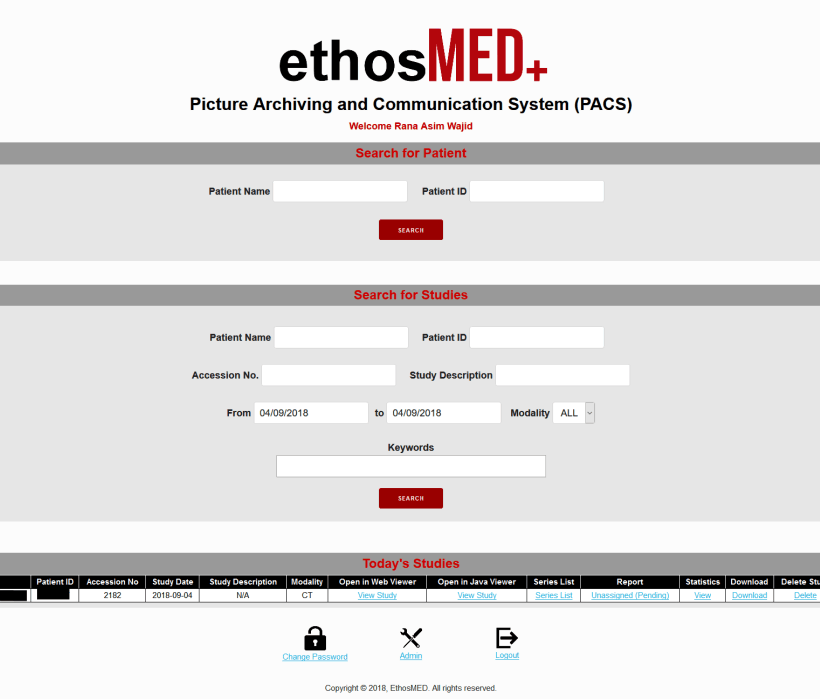 ethosMED+
Picture Archiving and Communication System (PACS)
Welcome Rana Asim Wajid
Search for Patient
Patient Name Patient ID
SEARCH
Search for Studies
Patient Name Patient ID
Accession No. Study Description
From 04/09/2018 to 04/09/2018 Modality ALL
Keywords
SEARCH
Today's Studies
Patient ID Accession No Study Date Study Description Modality Open in Web Viewer Open in Java Viewer Series List Report Statistics Download Delete Stu
2182 2018-09-04 N/A CT View Study View Study Series List Unassigned (Pending) View Download Delete
Change Password Admin Logout
Copyright © 2018, EthosMED. All rights reserved.